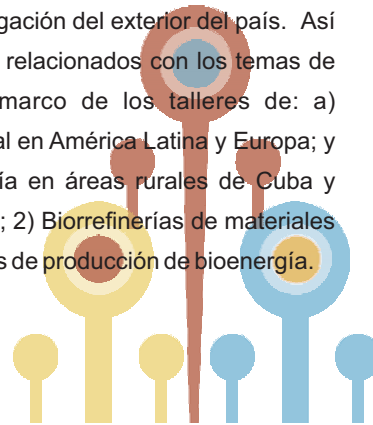 gación del exterior del país. Así
relacionados con los temas de
marco de los talleres de: a)
al en América Latina y Europa; y
ía en áreas rurales de Cuba y
; 2) Biorrefinerías de materiales
s de producción de bioenergía.